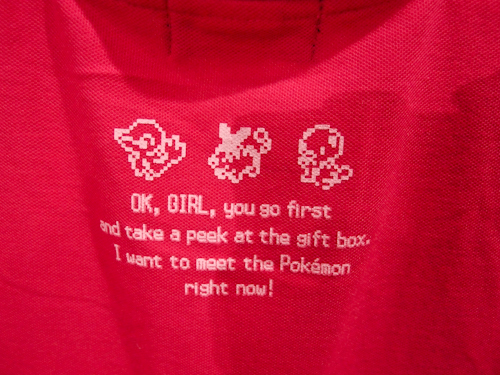 OK, GIRL, you go first
and take a peek at the gift box.
I want to meet the Pokémon
right now!